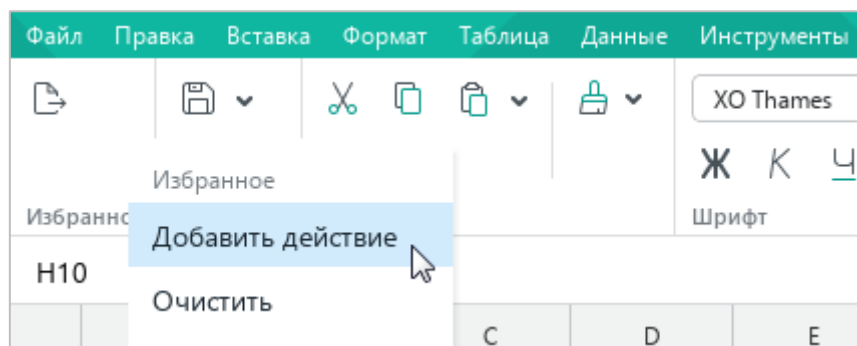 Файл Правка Вставка Формат Таблица Данные Инструменты
XO Thames
Ж К Ч
Избранное
Избранно
Шрифт
Добавить действие
H10
Очистить
C D E